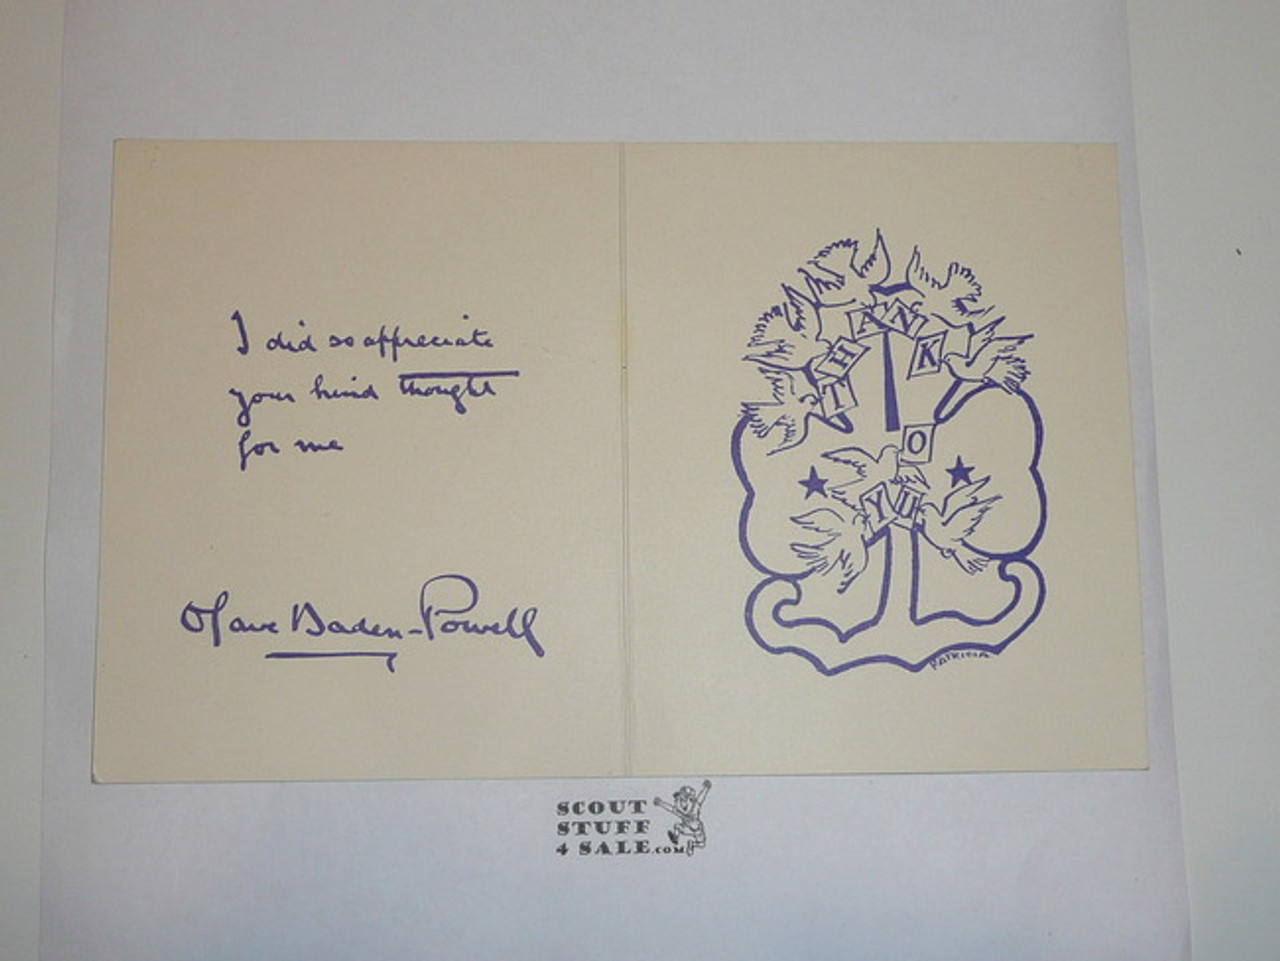 I did so appreciate
your kind thought
for me
Olave Baden-Powell
THANK
YOU
PATRICIA
SCOUT
STUFF
4 SALE.COM